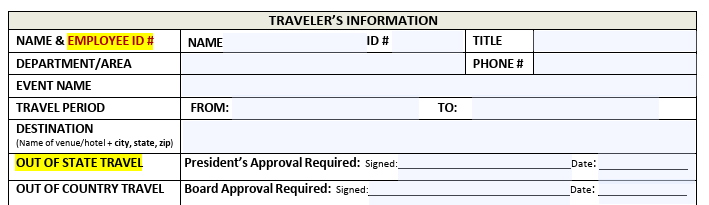 TRAVELER'S INFORMATION
NAME & EMPLOYEE ID # NAME ID # TITLE
DEPARTMENT/AREA PHONE #
EVENT NAME
TRAVEL PERIOD FROM: TO:
DESTINATION
(Name of venue/hotel + city, state, zip)
OUT OF STATE TRAVEL President's Approval Required: Signed: Date:
OUT OF COUNTRY TRAVEL Board Approval Required: Signed: Date: